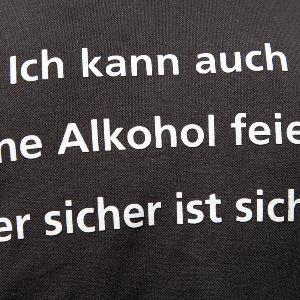 Ich kann auch
ne Alkohol feie
er sicher ist sich